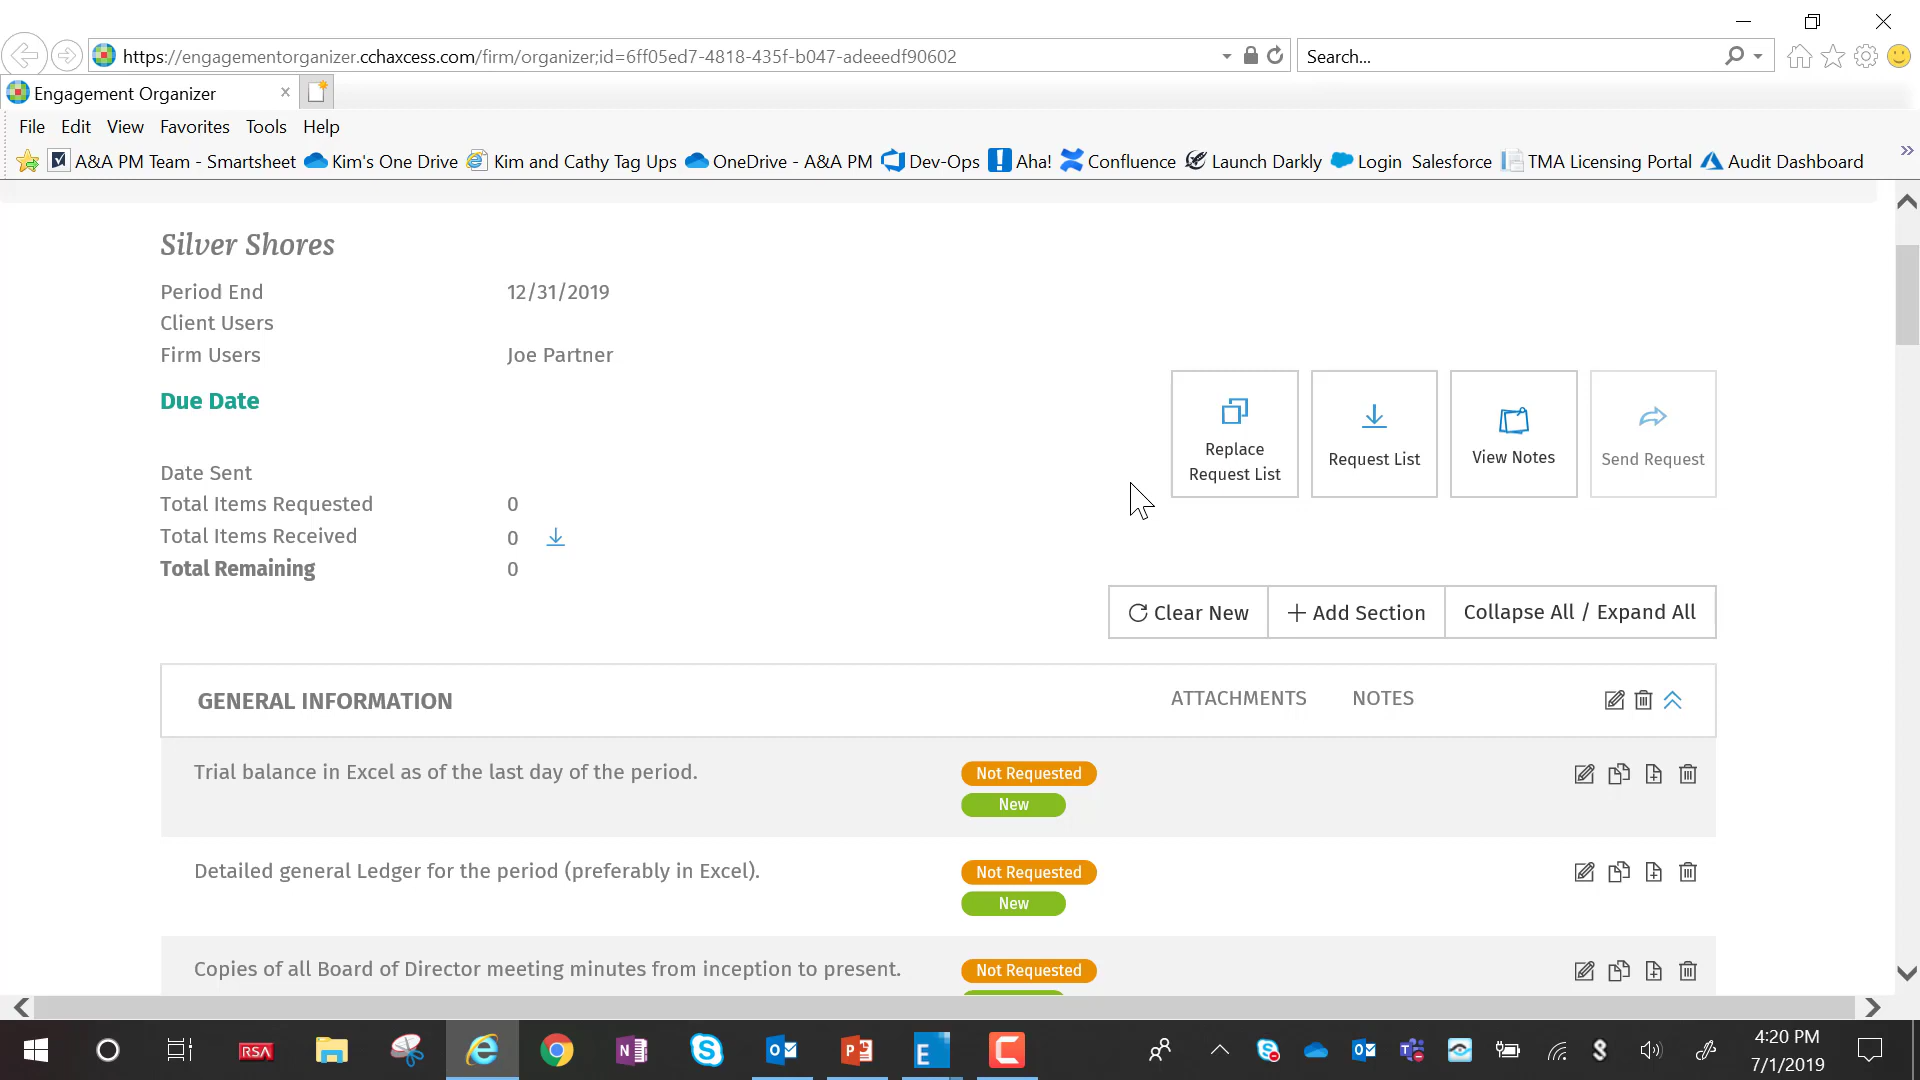 https://engagementorganizer.cchaxcess.com/firm/organizer;id=6ff05ed7-4818-435f-b047-adeeedf90602
Search...
Engagement Organizer
File Edit View Favorites Tools Help
A&A PM Team - Smartsheet Kim's One Drive Kim and Cathy Tag Ups OneDrive - A&A PM Dev-Ops Aha! Confluence Launch Darkly Login Salesforce TMA Licensing Portal Audit Dashboard
Silver Shores
Period End 12/31/2019
Client Users
Firm Users Joe Partner
Due Date
Replace Request List
Request List
View Notes
Send Request
Date Sent
Total Items Requested 0
Total Items Received 0
Total Remaining 0
Clear New Add Section Collapse All / Expand All
GENERAL INFORMATION ATTACHMENTS NOTES
Trial balance in Excel as of the last day of the period. Not Requested
New
Detailed general Ledger for the period (preferably in Excel). Not Requested
New
Copies of all Board of Director meeting minutes from inception to present. Not Requested
RSA
4:20 PM
7/1/2019